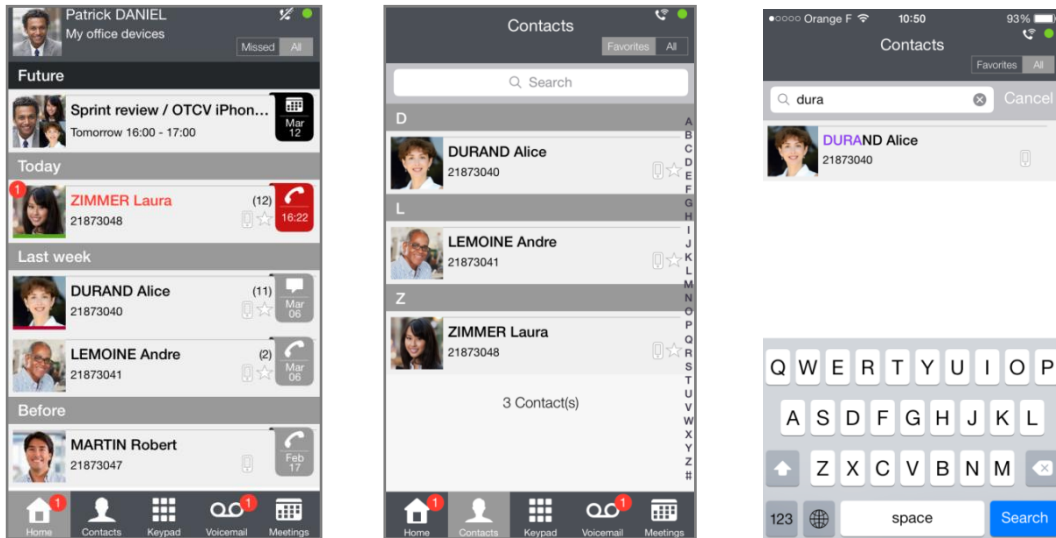 Patrick DANIEL
My office devices
Missed All
Future
Sprint review / OTCV iPhon...
Tomorrow 16:00 - 17:00
Mar
12
Today
1
ZIMMER Laura
(12)
21873048
16:22
Last week
DURAND Alice
(11)
21873040
Mar
06
LEMOINE Andre
(2)
21873041
Mar
06
Before
MARTIN Robert
21873047
Feb
17
1
1
Home Contacts Keypad Voicemail Meetings
Contacts
Favorites All
Search
D
DURAND Alice
21873040
L
LEMOINE Andre
21873041
Z
ZIMMER Laura
21873048
3 Contact(s)
A
B
C
D
E
F
G
H
I
J
K
L
M
N
O
P
Q
R
S
T
U
V
W
X
Y
Z
#
1
1
Home Contacts Keypad Voicemail Meetings
Orange F 10:50 93%
Contacts
Favorites All
dura
Cancel
DURAND Alice
21873040
Q W E R T Y U I O P
A S D F G H J K L
Z X C V B N M
123 space Search